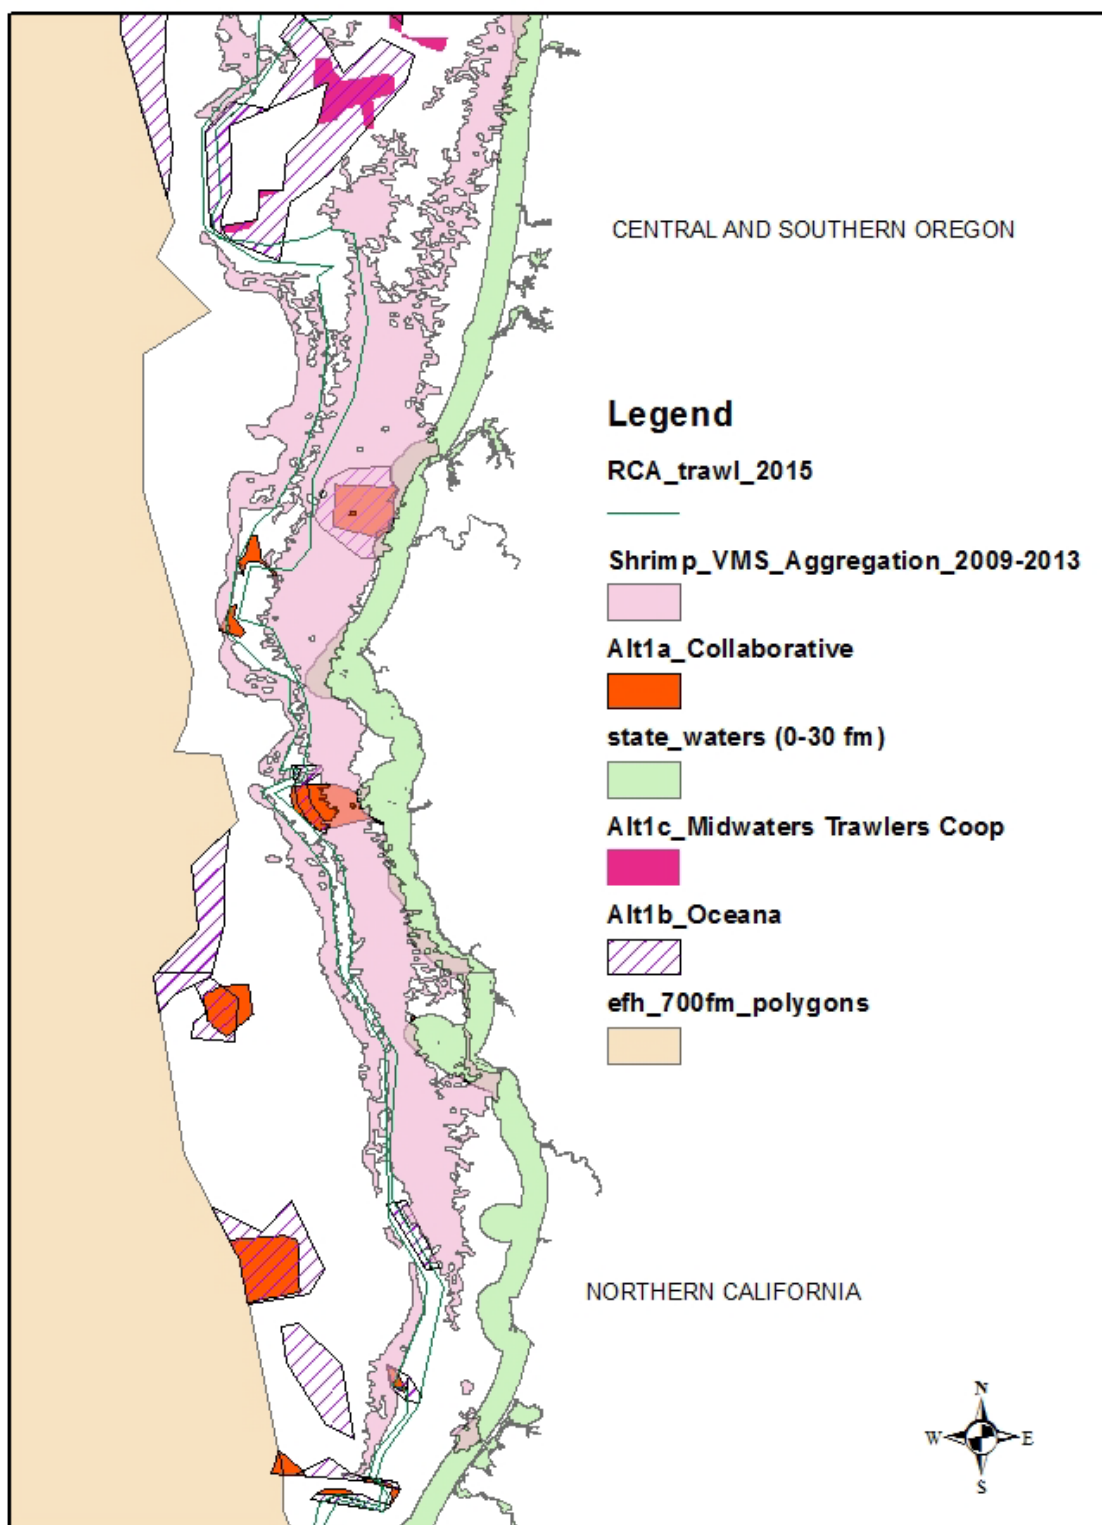 CENTRAL AND SOUTHERN OREGON
Legend
RCA_trawl_2015
Shrimp_VMS_Aggregation_2009-2013
Alt1a_Collaborative
state_waters (0-30 fm)
Alt1c_Midwaters Trawlers Coop
Alt1b_Oceana
efh_700fm_polygons
NORTHERN CALIFORNIA
N
W E
S